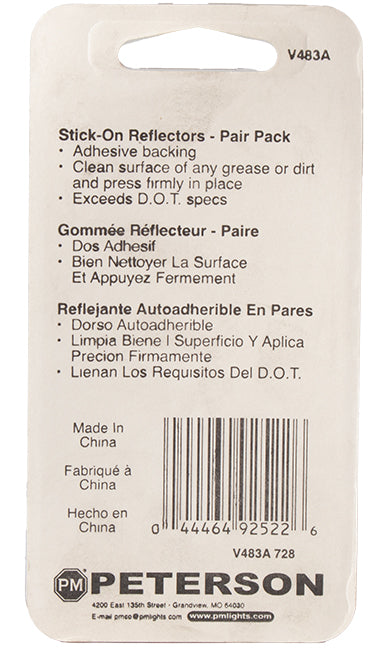 V483A
Stick-On Reflectors - Pair Pack
• Adhesive backing
• Clean surface of any grease or dirt
and press firmly in place
• Exceeds D.O.T. specs
Gommée Réflecteur - Paire
• Dos Adhesif
• Bien Nettoyer La Surface
Et Appuyez Fermement
Reflejante Autoadherible En Pares
• Dorso Autoadherible
• Limpia Biene l Superficio Y Aplica
Precion Firmamente
• Llenan Los Requisitos Del D.O.T.
Made In
China
Fabriqué à
China
Hecho en
China
0 44464 92522 6
V483A 728
PM PETERSON
4200 East 135th Street - Grandview, MO 64030
E-mail pmco@pmlights.com www.pmlights.com